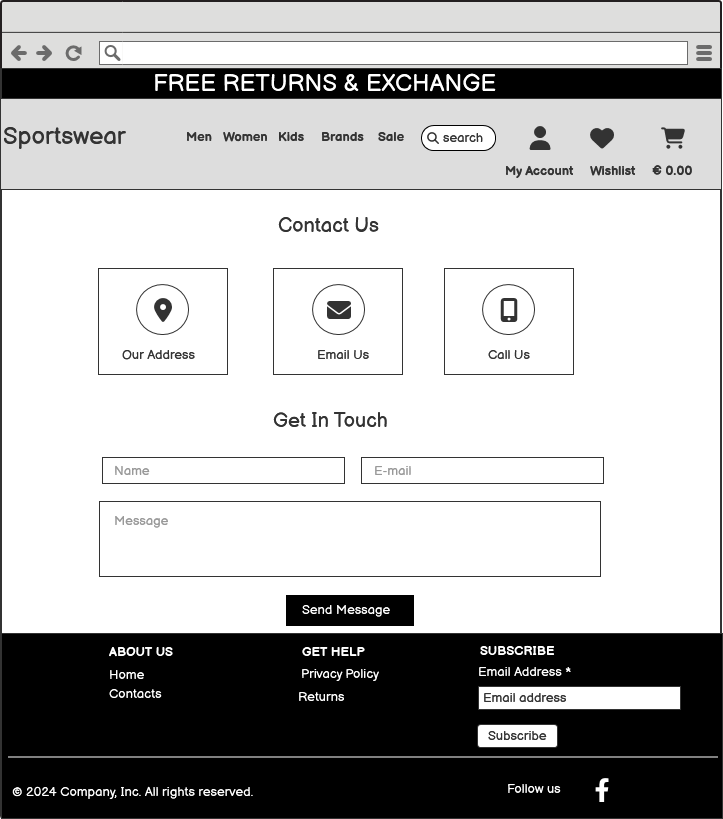 FREE RETURNS & EXCHANGE
Sportswear
Men Women Kids Brands Sale search
My Account Wishlist € 0.00
Contact Us
Our Address Email Us Call Us
Get In Touch
Name E-mail
Message
Send Message
ABOUT US GET HELP SUBSCRIBE
Home Privacy Policy Email Address *
Contacts Returns Email address
Subscribe
© 2024 Company, Inc. All rights reserved. Follow us